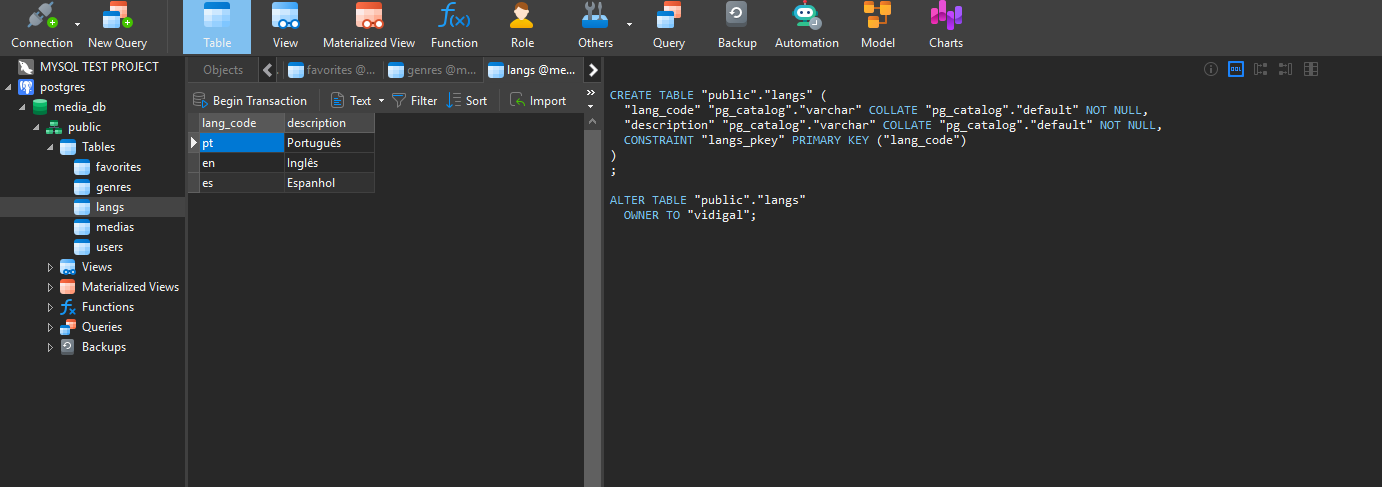 Connection New Query Table View Materialized View Function Role Others Query Backup Automation Model Charts
MYSQL TEST PROJECT
postgres
media_db
public
Tables
favorites
genres
langs
medias
users
Views
Materialized Views
Functions
Queries
Backups
Objects favorites @... genres @m... langs @me...
Begin Transaction Text Filter Sort Import
lang_code description
pt Português
en Inglês
es Espanhol
DDL
CREATE TABLE "public"."langs" (
"lang_code" "pg_catalog"."varchar" COLLATE "pg_catalog"."default" NOT NULL,
"description" "pg_catalog"."varchar" COLLATE "pg_catalog"."default" NOT NULL,
CONSTRAINT "langs_pkey" PRIMARY KEY ("lang_code")
)
;
ALTER TABLE "public"."langs"
OWNER TO "vidigal";